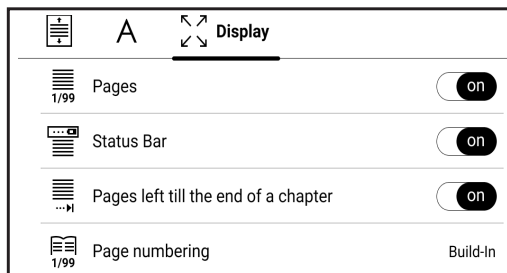 A Display
1/99 Pages on
Status Bar on
Pages left till the end of a chapter on
1/99 Page numbering Build-In